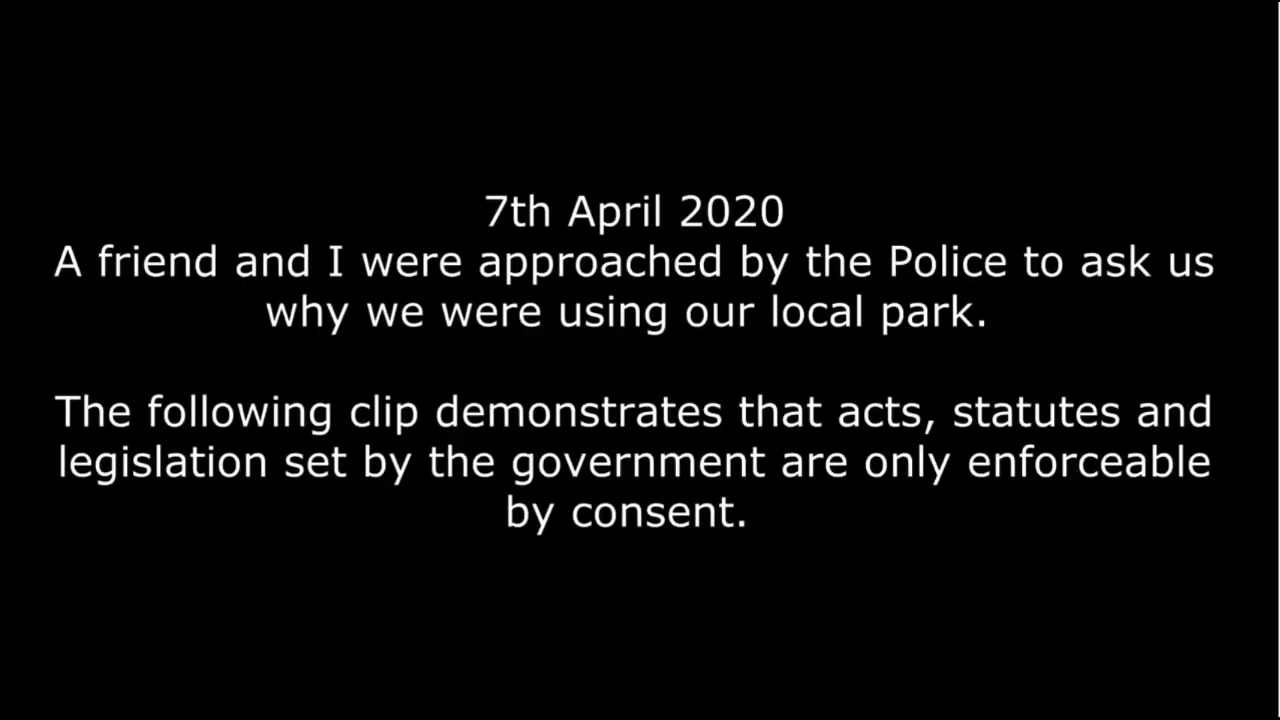 7th April 2020
A friend and I were approached by the Police to ask us
why we were using our local park.
The following clip demonstrates that acts, statutes and
legislation set by the government are only enforceable
by consent.